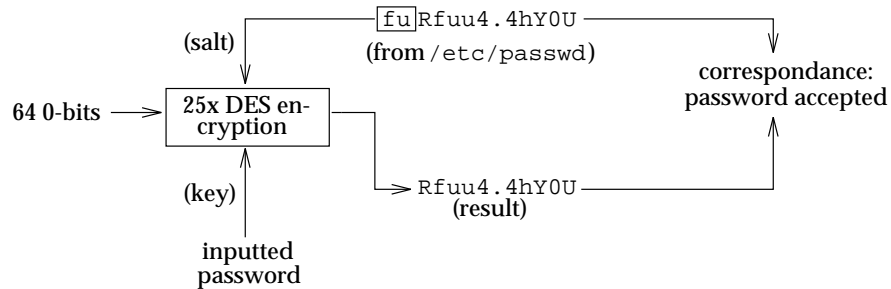 fuRfuu4.4hY0U
(salt)
(from /etc/passwd)
correspondance:
password accepted
64 0-bits
25x DES en-
cryption
Rfuu4.4hY0U
(result)
(key)
inputted
password